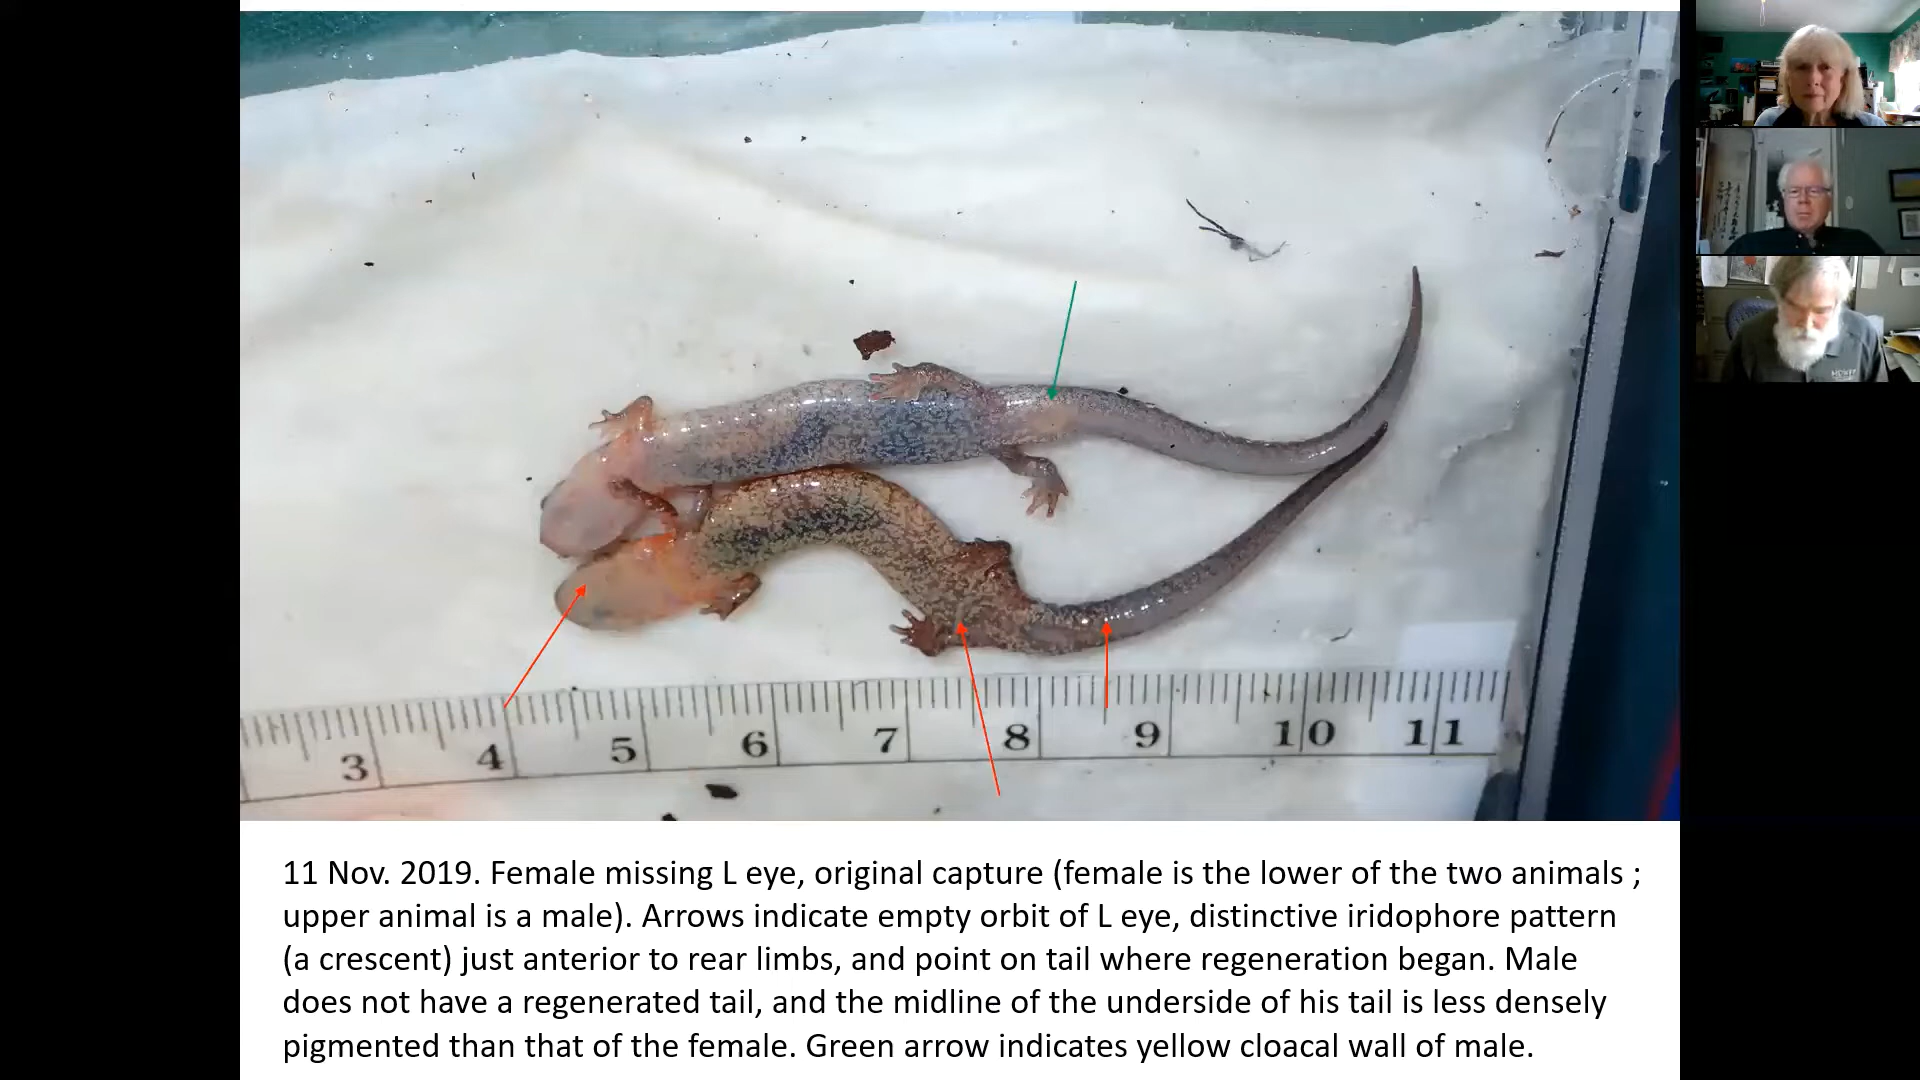 3 4 5 6 7 8 9 10 11
11 Nov. 2019. Female missing L eye, original capture (female is the lower of the two animals ;
upper animal is a male). Arrows indicate empty orbit of L eye, distinctive iridophore pattern
(a crescent) just anterior to rear limbs, and point on tail where regeneration began. Male
does not have a regenerated tail, and the midline of the underside of his tail is less densely
pigmented than that of the female. Green arrow indicates yellow cloacal wall of male.